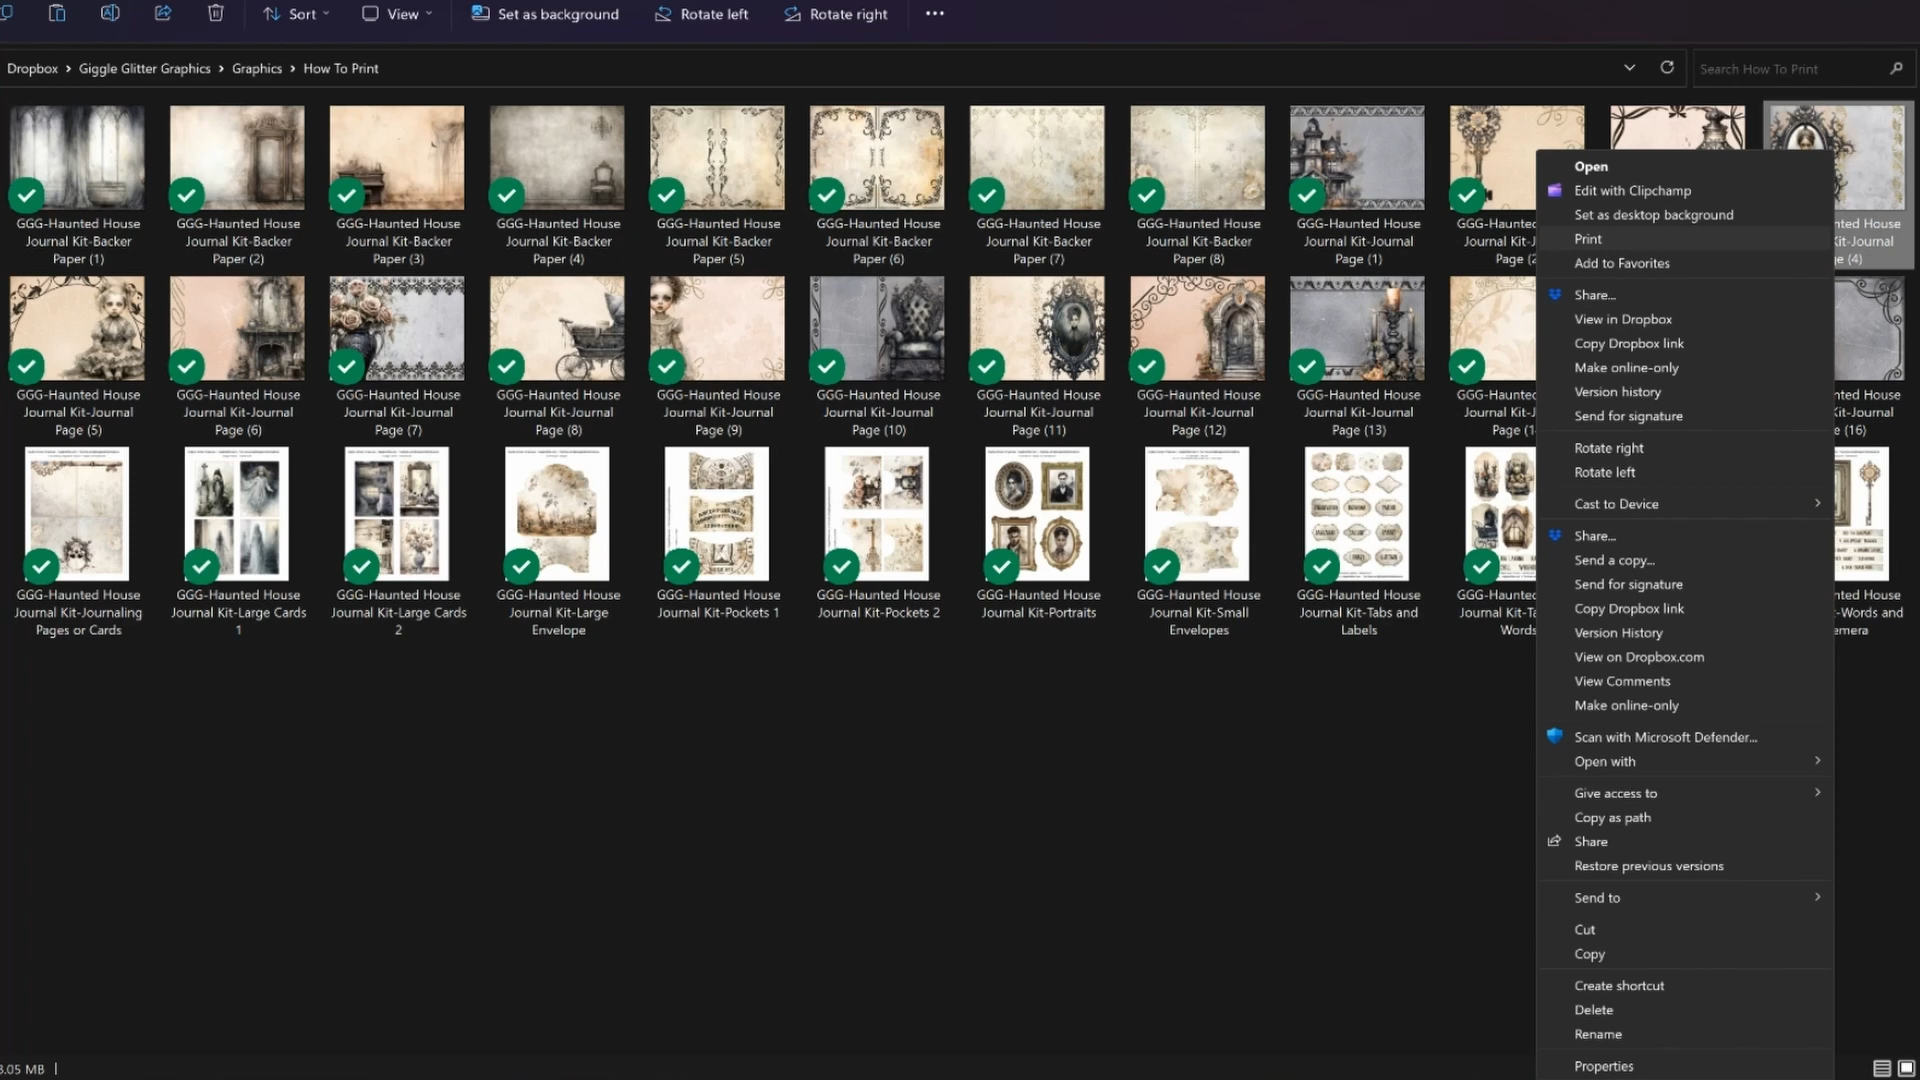 Sort
View
Set as background
Rotate left
Rotate right
Dropbox
Giggle Glitter Graphics
Graphics
How To Print
Search How To Print
GGG-Haunted House
Journal Kit-Backer
Paper (1)
GGG-Haunted House
Journal Kit-Backer
Paper (2)
GGG-Haunted House
Journal Kit-Backer
Paper (3)
GGG-Haunted House
Journal Kit-Backer
Paper (4)
GGG-Haunted House
Journal Kit-Backer
Paper (5)
GGG-Haunted House
Journal Kit-Backer
Paper (6)
GGG-Haunted House
Journal Kit-Backer
Paper (7)
GGG-Haunted House
Journal Kit-Backer
Paper (8)
GGG-Haunted House
Journal Kit-Journal
Page (1)
GGG-Haunted House
Journal Kit-Journal
Page (5)
GGG-Haunted House
Journal Kit-Journal
Page (6)
GGG-Haunted House
Journal Kit-Journal
Page (7)
GGG-Haunted House
Journal Kit-Journal
Page (8)
GGG-Haunted House
Journal Kit-Journal
Page (9)
GGG-Haunted House
Journal Kit-Journal
Page (10)
GGG-Haunted House
Journal Kit-Journal
Page (11)
GGG-Haunted House
Journal Kit-Journal
Page (12)
GGG-Haunted House
Journal Kit-Journal
Page (13)
GGG-Haunted House
Journal Kit-Journaling
Pages or Cards
GGG-Haunted House
Journal Kit-Large Cards
1
GGG-Haunted House
Journal Kit-Large Cards
2
GGG-Haunted House
Journal Kit-Large
Envelope
GGG-Haunted House
Journal Kit-Pockets 1
GGG-Haunted House
Journal Kit-Pockets 2
GGG-Haunted House
Journal Kit-Portraits
GGG-Haunted House
Journal Kit-Small
Envelopes
GGG-Haunted House
Journal Kit-Tabs and
Labels
Open
Edit with Clipchamp
Set as desktop background
Print
Add to Favorites
Share...
View in Dropbox
Copy Dropbox link
Make online-only
Version history
Send for signature
Rotate right
Rotate left
Cast to Device
Share...
Send a copy...
Send for signature
Copy Dropbox link
Version History
View on Dropbox.com
View Comments
Make online-only
Scan with Microsoft Defender...
Open with
Give access to
Copy as path
Share
Restore previous versions
Send to
Cut
Copy
Create shortcut
Delete
Rename
Properties
.05 MB